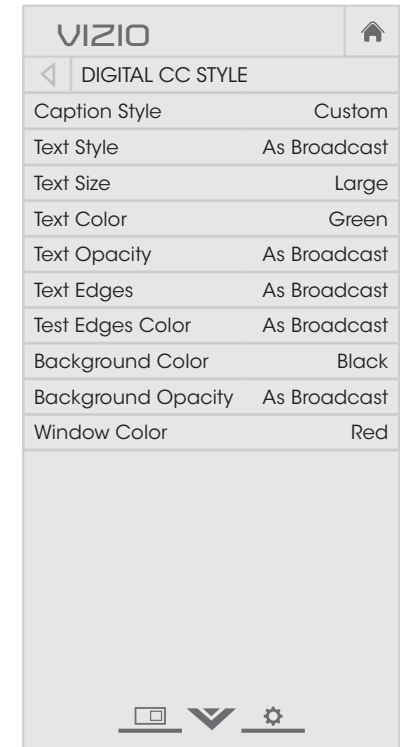 VIZIO
DIGITAL CC STYLE
Caption Style Custom
Text Style As Broadcast
Text Size Large
Text Color Green
Text Opacity As Broadcast
Text Edges As Broadcast
Test Edges Color As Broadcast
Background Color Black
Background Opacity As Broadcast
Window Color Red